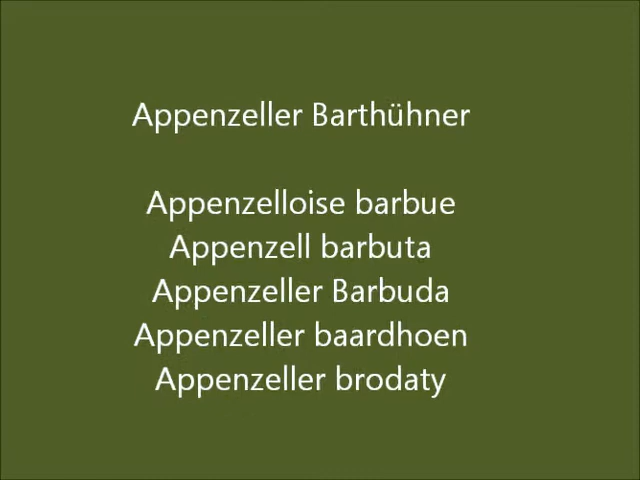 Appenzeller Barthühner
Appenzelloise barbue
Appenzell barbuta
Appenzeller Barbuda
Appenzeller baardhoen
Appenzeller brodaty